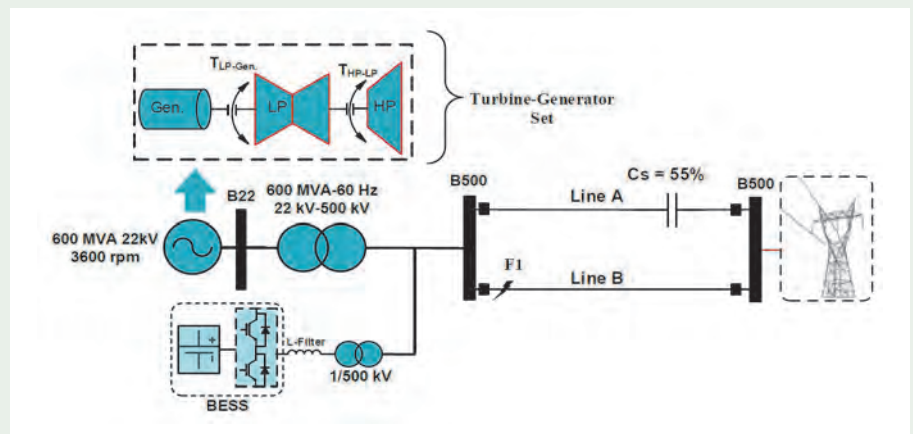 T_LP-Gen.
T_HP-LP
Gen.
LP
HP
Turbine-Generator
Set
B22
600 MVA-60 Hz
22 kV-500 kV
600 MVA 22kV
3600 rpm
B500
Line A
Cs = 55%
B500
F1
Line B
L-Filter
1/500 kV
BESS